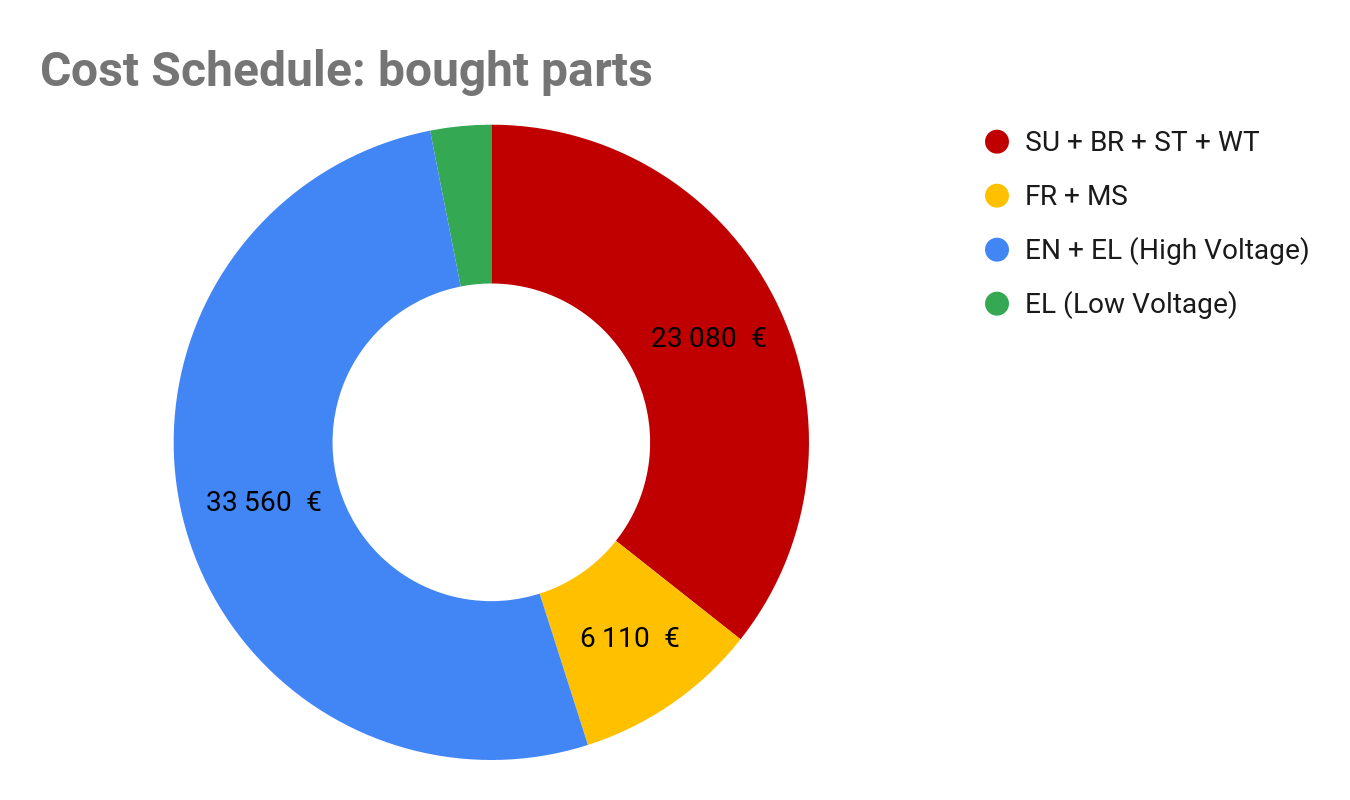 Cost Schedule: bought parts
SU + BR + ST + WT
FR + MS
EN + EL (High Voltage)
EL (Low Voltage)
23 080 €
33 560 €
6 110 €